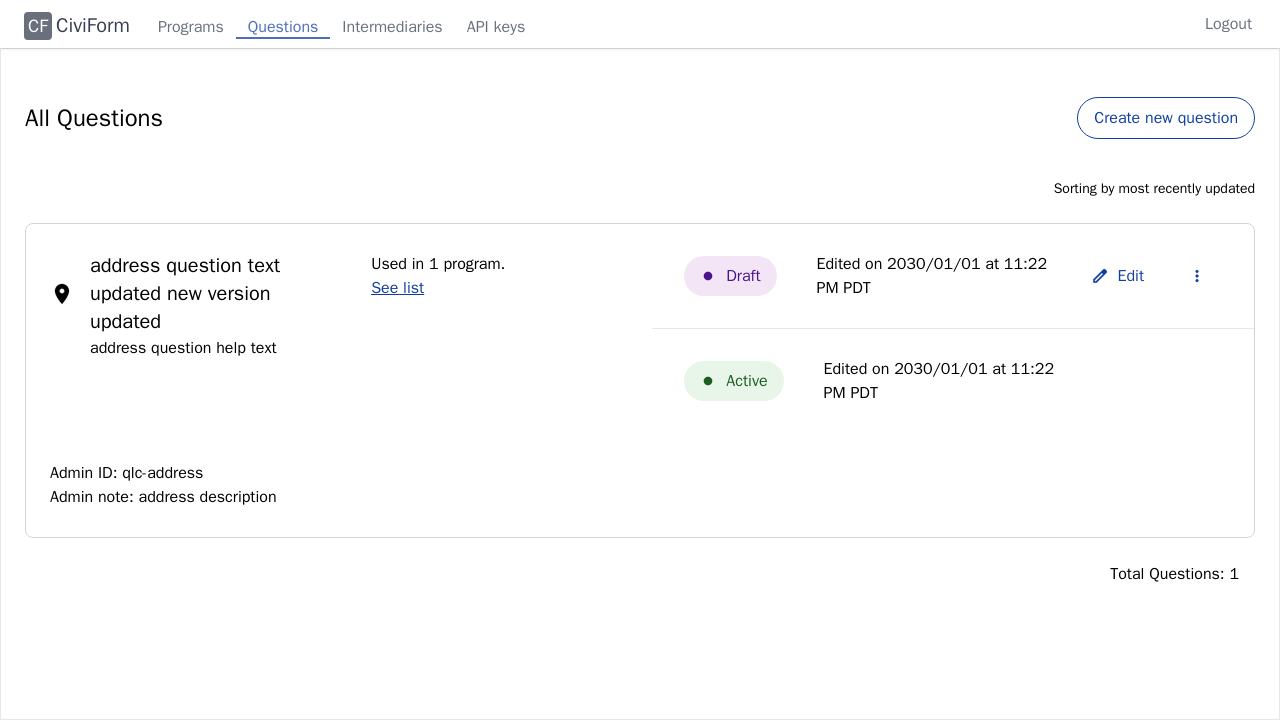 CF CiviForm Programs Questions Intermediaries API keys Logout
All Questions
Create new question
Sorting by most recently updated
address question text
updated new version
updated
address question help text
Used in 1 program.
See list
Draft
Edited on 2030/01/01 at 11:22
PM PDT
Edit
Active
Edited on 2030/01/01 at 11:22
PM PDT
Admin ID: qlc-address
Admin note: address description
Total Questions: 1